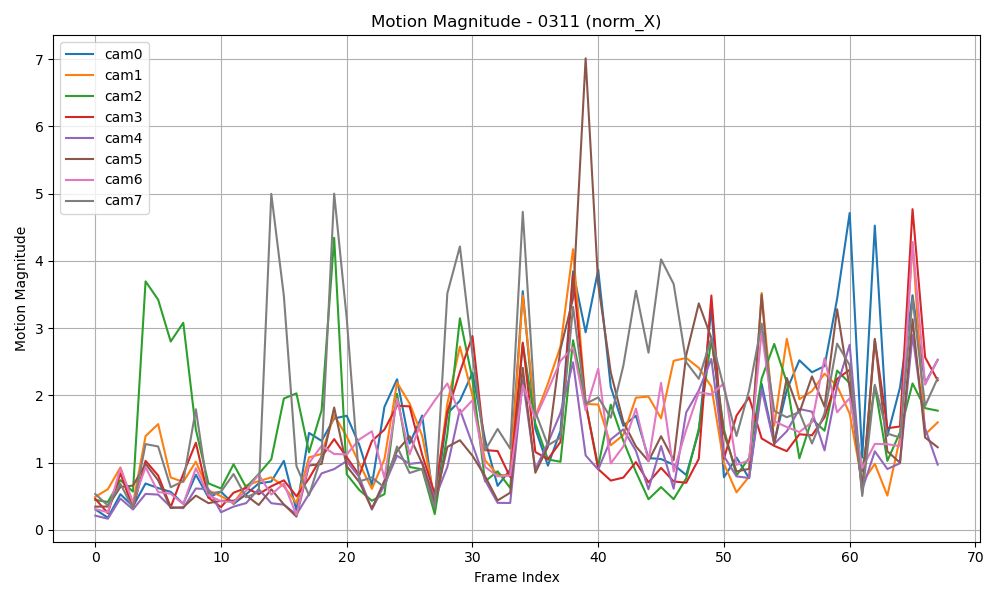 Motion Magnitude - 0311 (norm_X)
cam0
cam1
cam2
cam3
cam4
cam5
cam6
cam7
Motion Magnitude
7
6
5
4
3
2
1
0
0 10 20 30 40 50 60 70
Frame Index